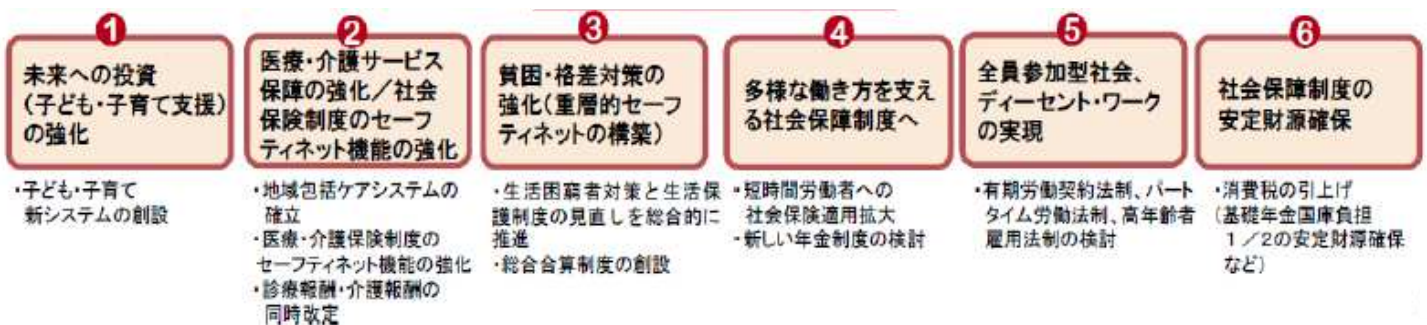 1
未来への投資
(子ども・子育て支援)
の強化
・子ども・子育て
新システムの創設
2
医療・介護サービス
保障の強化/社会
保険制度のセーフ
ティネット機能の強化
・地域包括ケアシステムの
確立
・医療・介護保険制度の
セーフティネット機能の強化
・診療報酬・介護報酬の
同時改定
3
貧困・格差対策の
強化(重層的セーフ
ティネットの構築)
・生活困窮者対策と生活保
護制度の見直しを総合的に
推進
・総合合算制度の創設
4
多様な働き方を支え
る社会保障制度へ
・短時間労働者への
社会保険適用拡大
・新しい年金制度の検討
5
全員参加型社会、
ディーセント・ワーク
の実現
・有期労働契約法制、パート
タイム労働法制、高年齢者
雇用法制の検討
6
社会保障制度の
安定財源確保
・消費税の引上げ
(基礎年金国庫負担
1/2の安定財源確保
など)